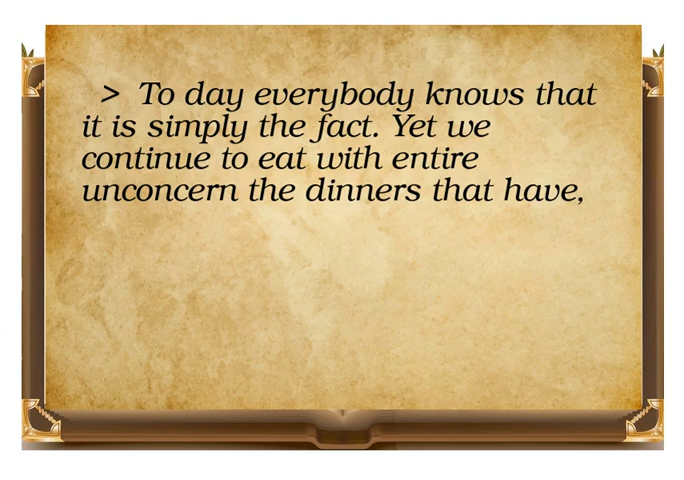 > To day everybody knows that
it is simply the fact. Yet we
continue to eat with entire
unconcern the dinners that have,